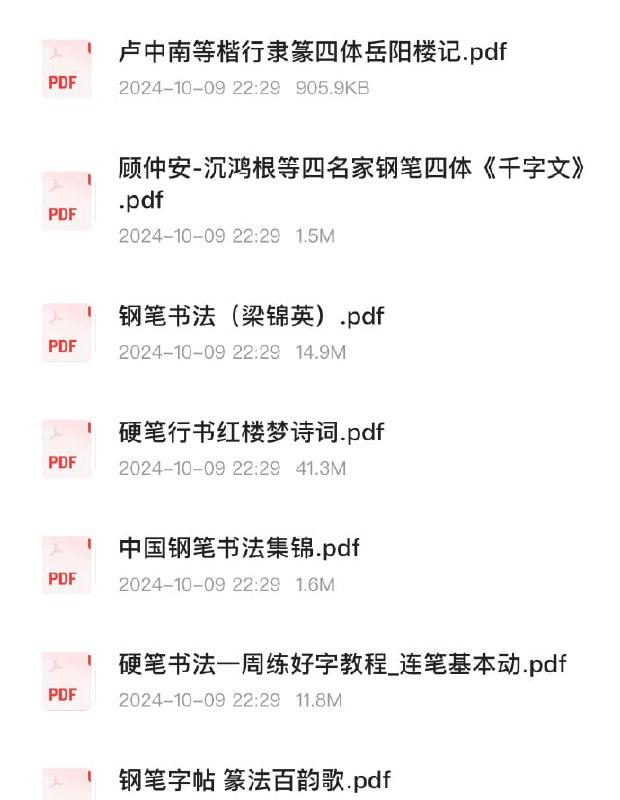 卢中南等楷行隶篆四体岳阳楼记.pdf
PDF
2024-10-09 22:29 905.9KB
顾仲安-沉鸿根等四名家钢笔四体《千字文》
.pdf
PDF
2024-10-09 22:29 1.5M
钢笔书法（梁锦英）.pdf
PDF
2024-10-09 22:29 14.9M
硬笔行书红楼梦诗词.pdf
PDF
2024-10-09 22:29 41.3M
中国钢笔书法集锦.pdf
PDF
2024-10-09 22:29 1.6M
硬笔书法一周练好字教程_连笔基本动.pdf
PDF
2024-10-09 22:29 11.8M
钢笔字帖 篆法百韵歌.pdf